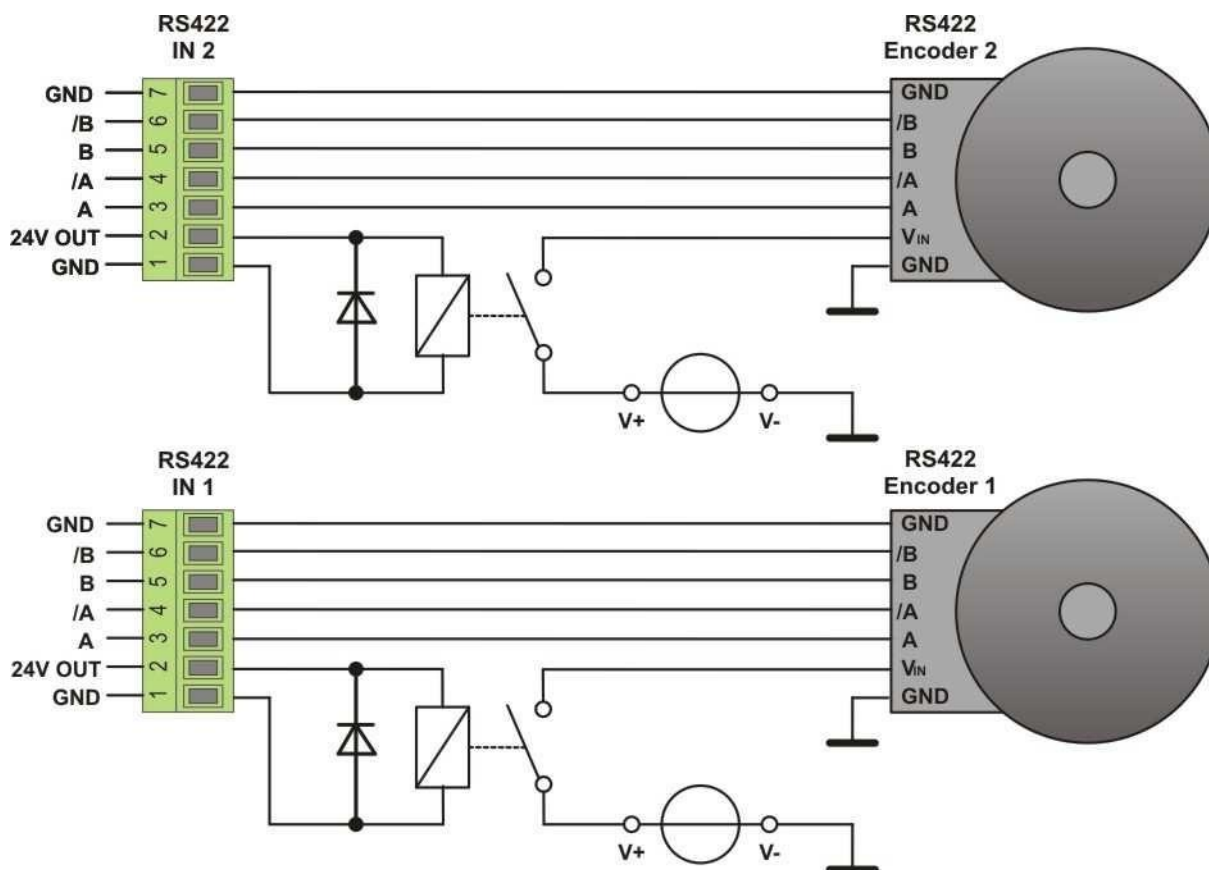 RS422
IN 2
RS422
Encoder 2
GND 7 GND
/B 6 /B
B 5 B
/A 4 /A
A 3 A
24V OUT 2 VIN
GND 1 GND
V+ V-
RS422
IN 1
RS422
Encoder 1
GND 7 GND
/B 6 /B
B 5 B
/A 4 /A
A 3 A
24V OUT 2 VIN
GND 1 GND
V+ V-